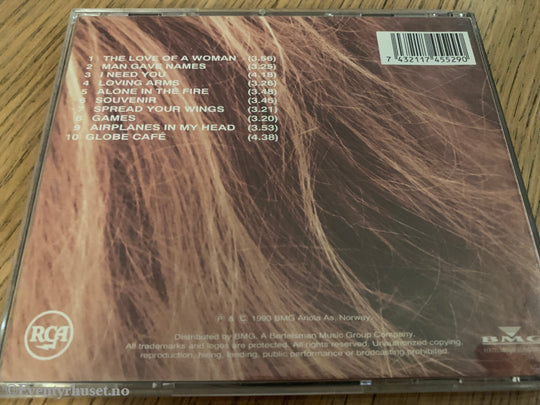 1 THE LOVE OF A WOMAN (3.56)
2 MAN GAVE NAMES (3.25)
3 I NEED YOU (4.18)
4 LOVING ARMS (3.26)
5 ALONE IN THE FIRE (3.48)
6 SOUVENIR (3.45)
7 SPREAD YOUR WINGS (3.21)
8 GAMES (3.20)
9 AIRPLANES IN MY HEAD (3.53)
10 GLOBE CAFÉ (4.38)
7 432117 455290
P & C 1993 BMG Ariola As. Norway.
Distributed by BMG. A Bertelsman Music Group Company.
All trademarks and logos are protected. All rights reserved. Unauthorized copying,
reproduction, hiring, lending, public performance or brodcasting prohibited.
RCA
BMG
© eventyrhuset.no